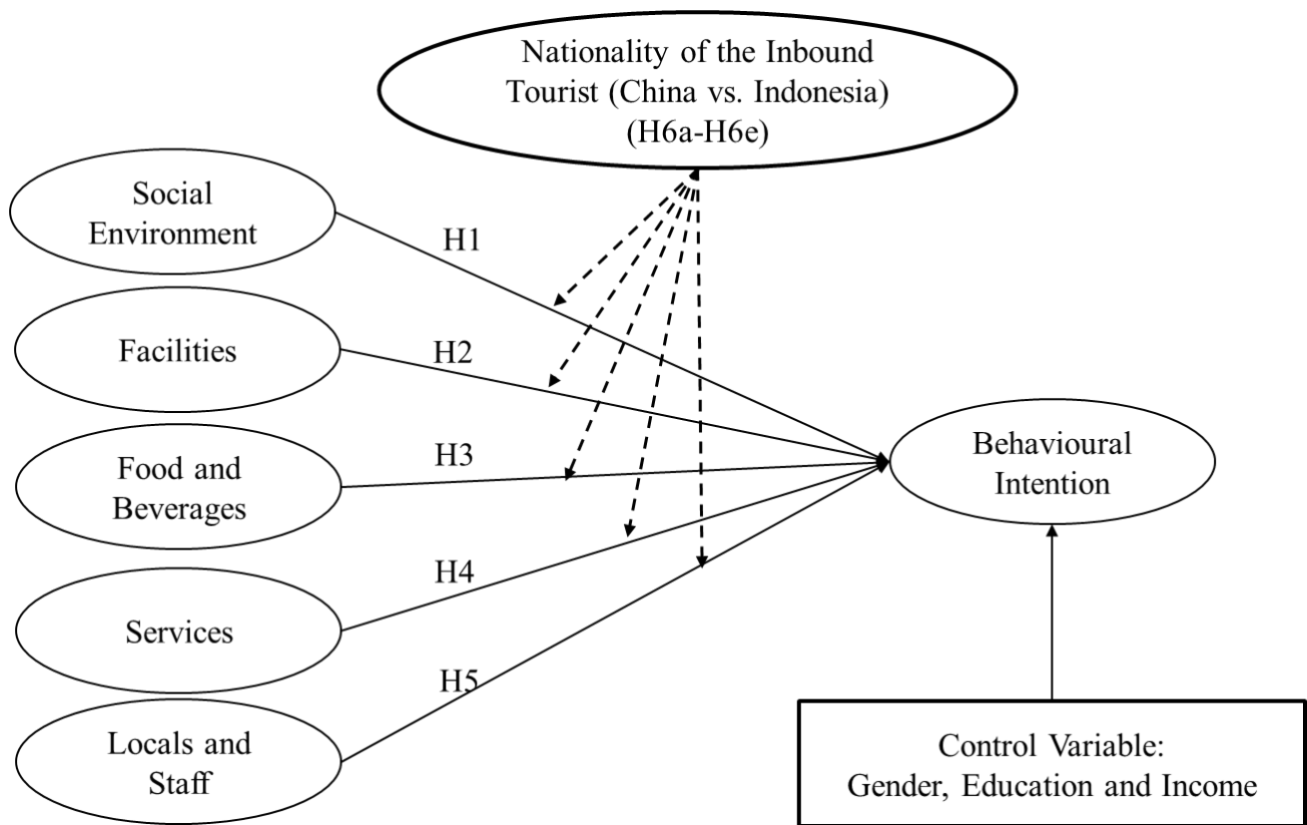 Nationality of the Inbound
Tourist (China vs. Indonesia)
(H6a-H6e)
Social
Environment
H1
Facilities
H2
Food and
Beverages
H3
Behavioural
Intention
H4
Services
H5
Locals and
Staff
Control Variable:
Gender, Education and Income